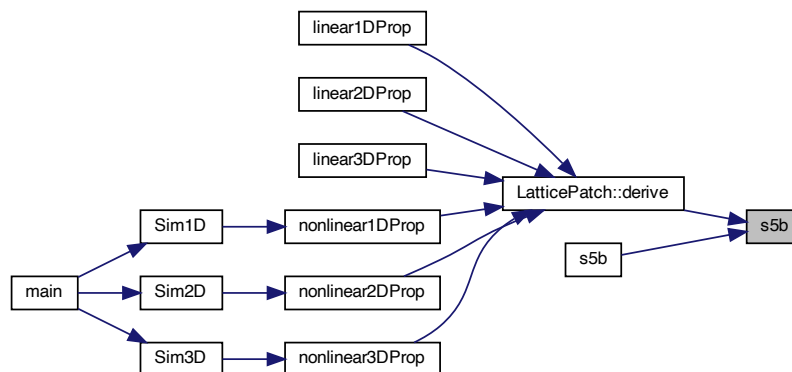 linear1DProp
linear2DProp
linear3DProp
LatticePatch::derive
Sim1D
nonlinear1DProp
s5b
s5b
main
Sim2D
nonlinear2DProp
Sim3D
nonlinear3DProp